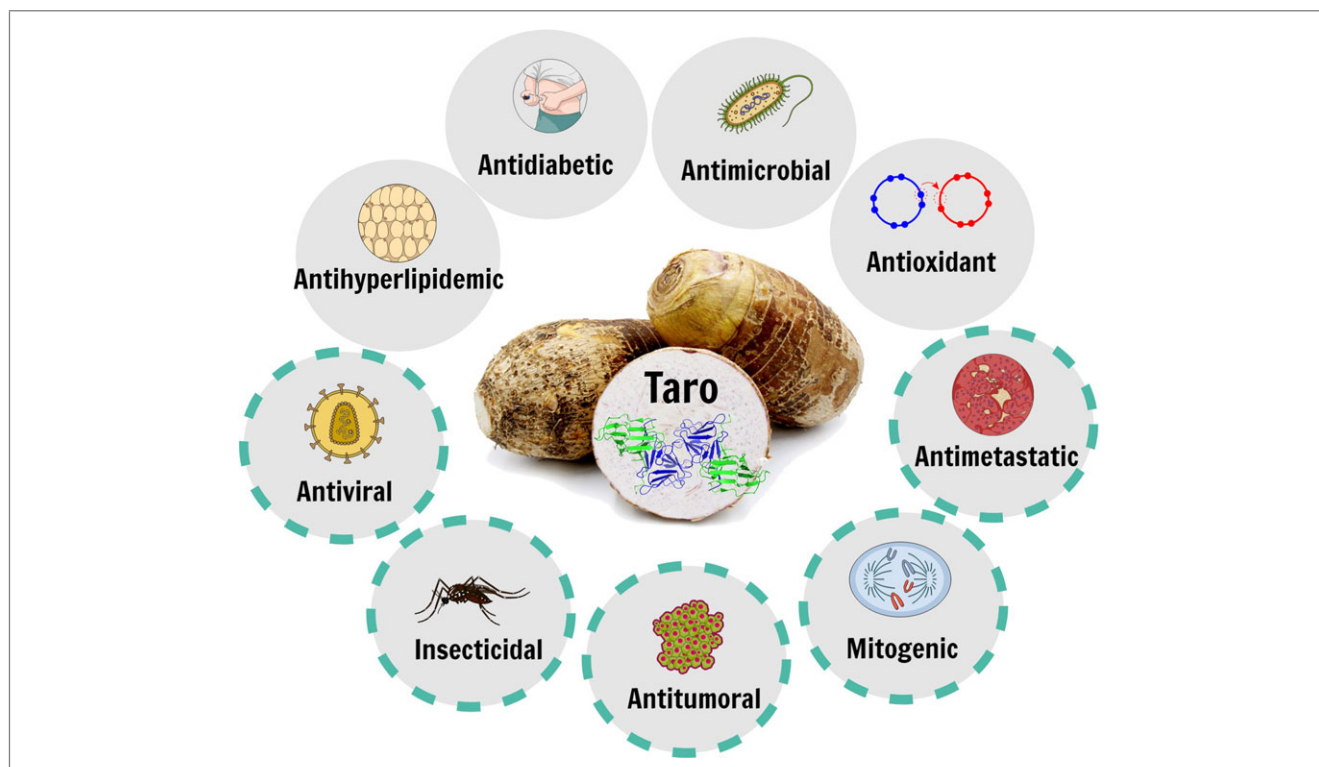 Antidiabetic
Antimicrobial
Antihyperlipidemic
Antioxidant
Taro
Antiviral
Antimetastatic
Insecticidal
Mitogenic
Antitumoral